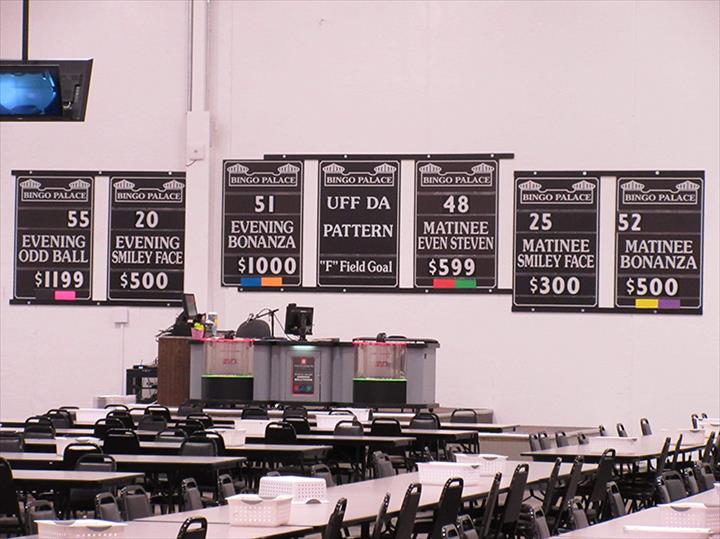 BINGO PALACE
55
EVENING
ODD BALL
$1199
BINGO PALACE
20
EVENING
SMILEY FACE
$500
BINGO PALACE
51
EVENING
BONANZA
$1000
BINGO PALACE
UFF DA
PATTERN
"F" Field Goal
BINGO PALACE
48
MATINEE
EVEN STEVEN
$599
BINGO PALACE
25
MATINEE
SMILEY FACE
$300
BINGO PALACE
52
MATINEE
BONANZA
$500